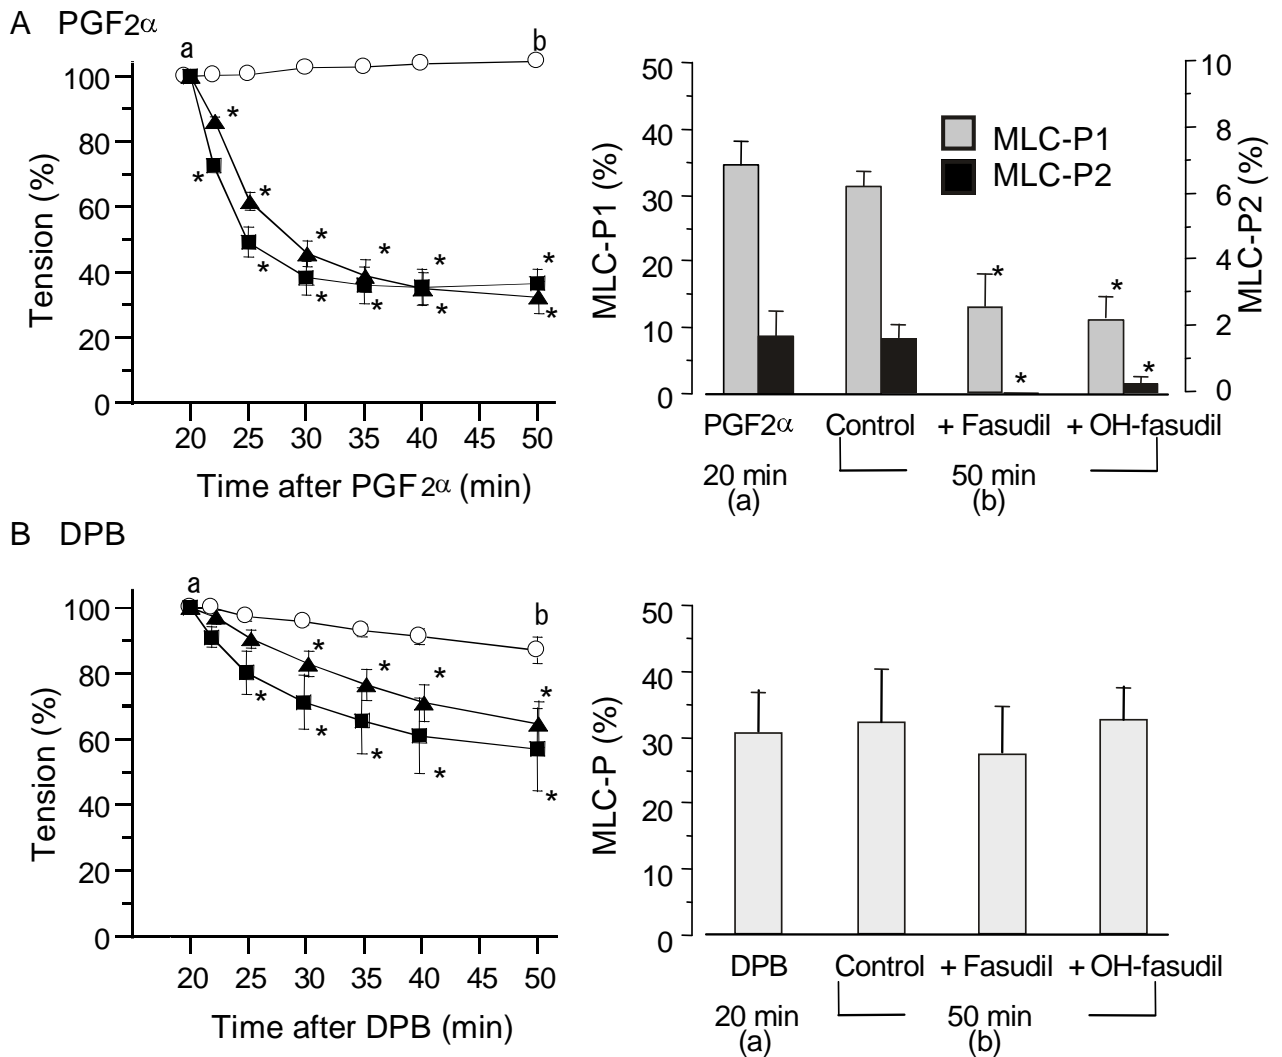 A PGF2α
a
b
100
80
60
40
20
0
Tension (%)
* * * * * * * * * * * *
20 25 30 35 40 45 50
Time after PGF2α (min)
50
40
30
20
10
0
MLC-P1 (%)
MLC-P1
MLC-P2
10
8
6
4
2
0
MLC-P2 (%)
* * * *
PGF2α Control + Fasudil + OH-fasudil
20 min 50 min
(a) (b)
B DPB
a
b
100
80
60
40
20
0
Tension (%)
* * * * * * * * *
20 25 30 35 40 45 50
Time after DPB (min)
50
40
30
20
10
0
MLC-P (%)
DPB Control + Fasudil + OH-fasudil
20 min 50 min
(a) (b)